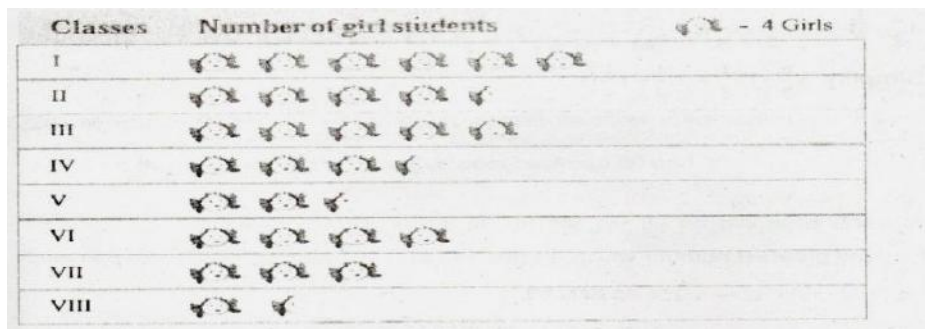 Classes Number of girl students - 4 Girls
I
II
III
IV
V
VI
VII
VIII